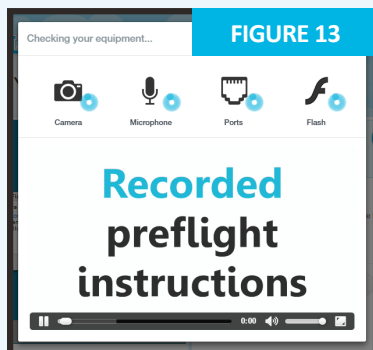 Checking your equipment...
FIGURE 13
Camera
Microphone
Ports
Flash
Recorded
preflight
instructions
0:00